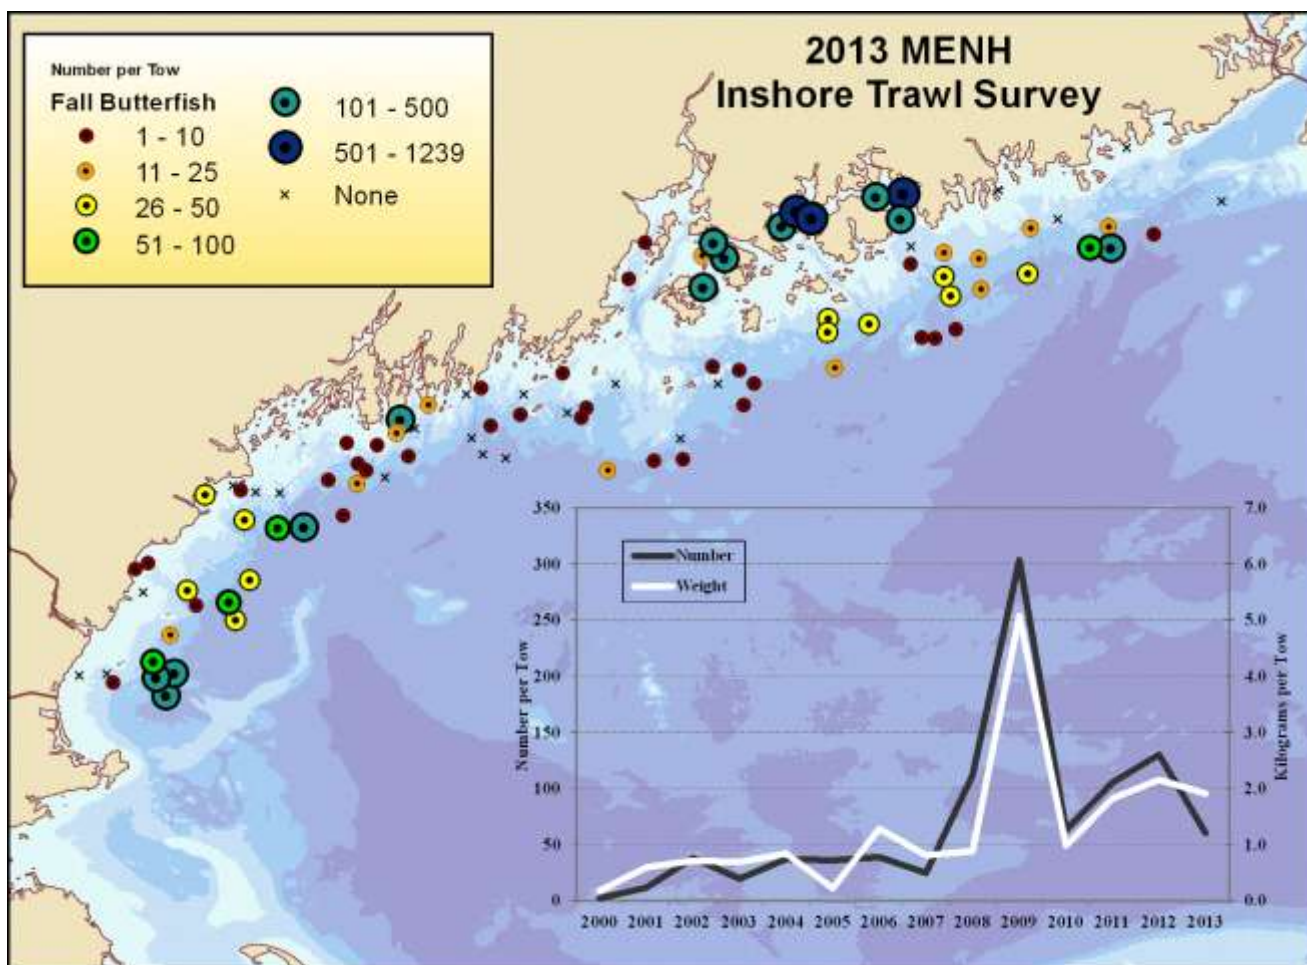 2013 MENH
Inshore Trawl Survey
Number per Tow
Fall Butterfish
1 - 10
11 - 25
26 - 50
51 - 100
101 - 500
501 - 1239
× None
350
300
250
200
150
100
50
0
Number per Tow
Number
Weight
7.0
6.0
5.0
4.0
3.0
2.0
1.0
0.0
Kilograms per Tow
2000 2001 2002 2003 2004 2005 2006 2007 2008 2009 2010 2011 2012 2013